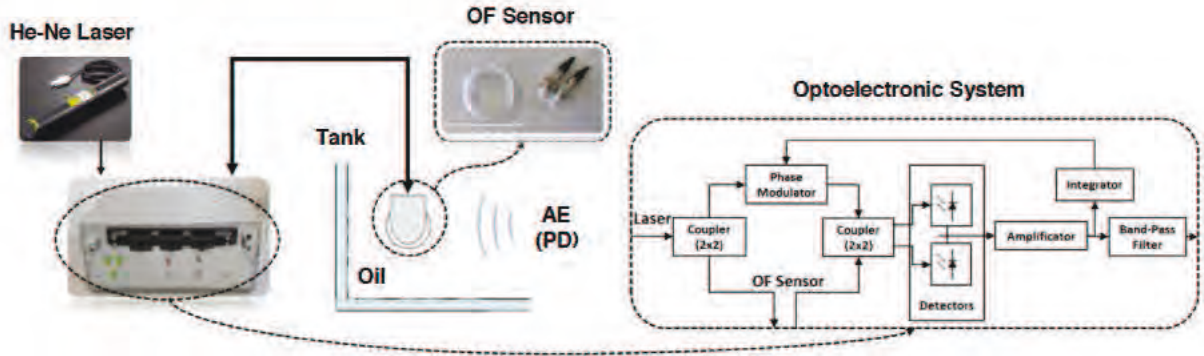 OF Sensor
He-Ne Laser
Optoelectronic System
Tank
Phase
Modulator
Integrator
AE
(PD)
Laser
Coupler
(2x2)
Coupler
(2x2)
Amplificator
Band-Pass
Filter
Oil
OF Sensor
Detectors